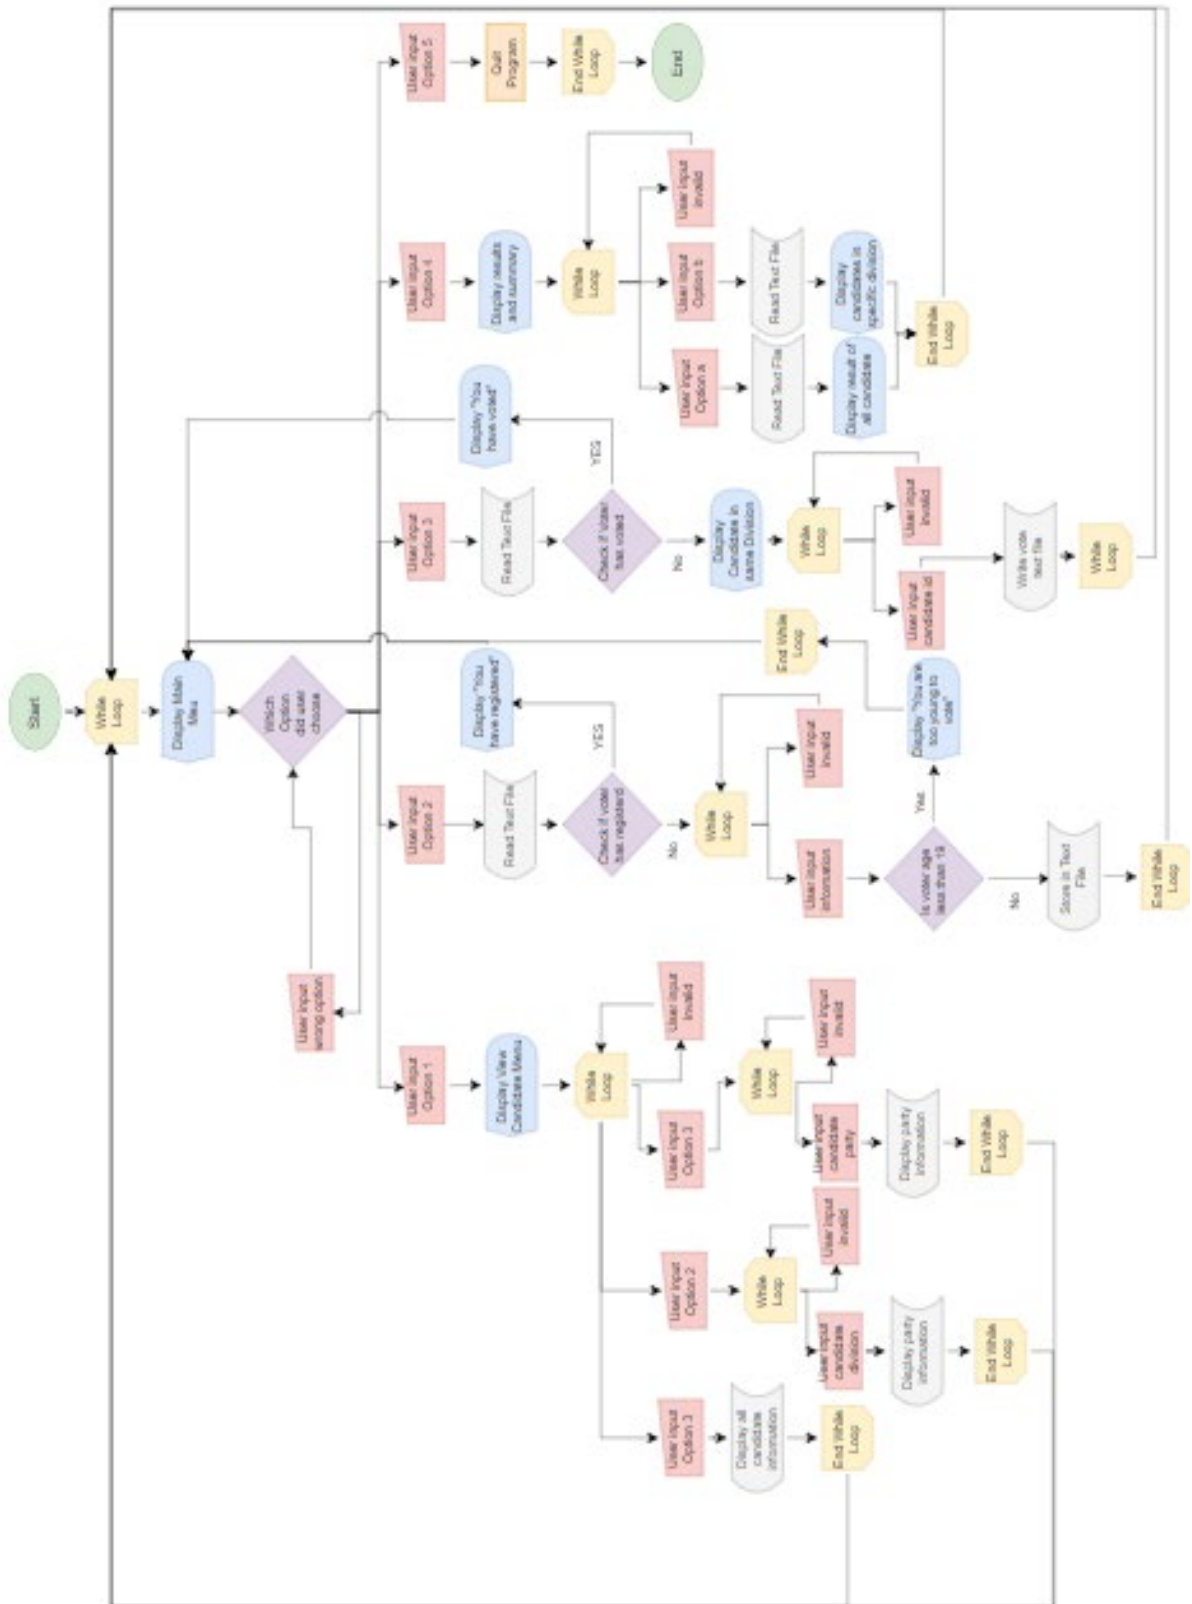 Start
While
Loop
Display Main
Meu
Which
Option
did user
choose
User input
wrong option
User input
Option 1
Display View
Candidate Menu
While
Loop
User input
invalid
User input
Option 3
User input
Option 2
User input
Option 3
While
Loop
User input
invalid
User input
candidate
party
Display party
information
End While
Loop
While
Loop
User input
invalid
User input
candidate
division
Display party
information
End While
Loop
Display all
candidate
information
End While
Loop
User input
Option 2
Read Text File
Check if voter
has registerd
YES
Display "You
have registered"
No
While
Loop
User input
invalid
User input
information
Is voter age
less than
Yes
Display "You are
too young to
vote"
End While
Loop
No
Store in Text
File
End While
Loop
User input
Option 3
Read Text File
Check if Voter
has voted
YES
Display "You
have voted"
No
Display
Candidate in
same Division
While
Loop
User input
invalid
User input
candidate id
Write vote
text file
While
Loop
User input
Option 4
Display results
and summary
While
Loop
User input
invalid
User input
Option b
Read Text File
Display
candidates in
specific division
User input
Option a
Read Text File
Display result of
all candidate
End While
Loop
User input
Option 5
Quit
Program
End While
Loop
End